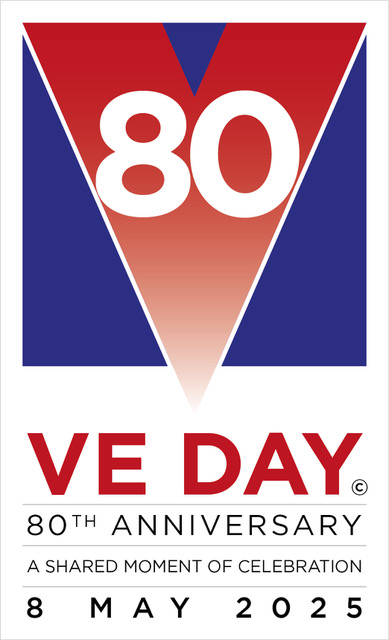 80
VE DAY©
80TH ANNIVERSARY
A SHARED MOMENT OF CELEBRATION
8 MAY 2025